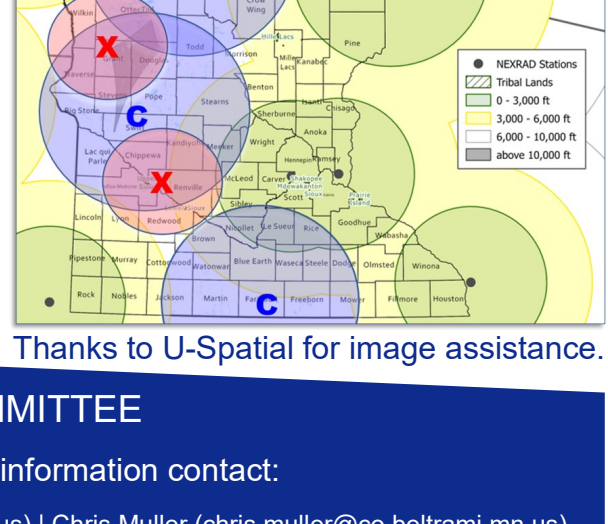 Crow
Wing
Wilkin
OtterTail
Todd
Morrison
Mille Lacs
Mille
Lacs
Kanabec
Pine
X
Grant
Douglas
Traverse
Stevens
Pope
Stearns
Benton
Isanti
Chisago
Sherburne
Big Stone
C
Swift
Anoka
Wright
Kandiyohi
Meeker
Hennepin
Ramsey
Lac qui
Parle
Chippewa
X
Renville
McLeod
Carver
Shakopee
Mdewakanton
Sioux
Scott
Prairie
Island
Sibley
Lincoln
Lyon
Redwood
Nicollet
Le Sueur
Rice
Goodhue
Wabasha
Brown
Pipestone
Murray
Cottonwood
Watonwan
Blue Earth
Waseca
Steele
Dodge
Olmsted
Winona
Rock
Nobles
Jackson
Martin
C
Freeborn
Mower
Fillmore
Houston
NEXRAD Stations
Tribal Lands
0 - 3,000 ft
3,000 - 6,000 ft
6,000 - 10,000 ft
above 10,000 ft
Thanks to U-Spatial for image assistance.
MMITTEE
information contact:
us) | Chris Muller (chris.muller@co.beltrami.mn.us)